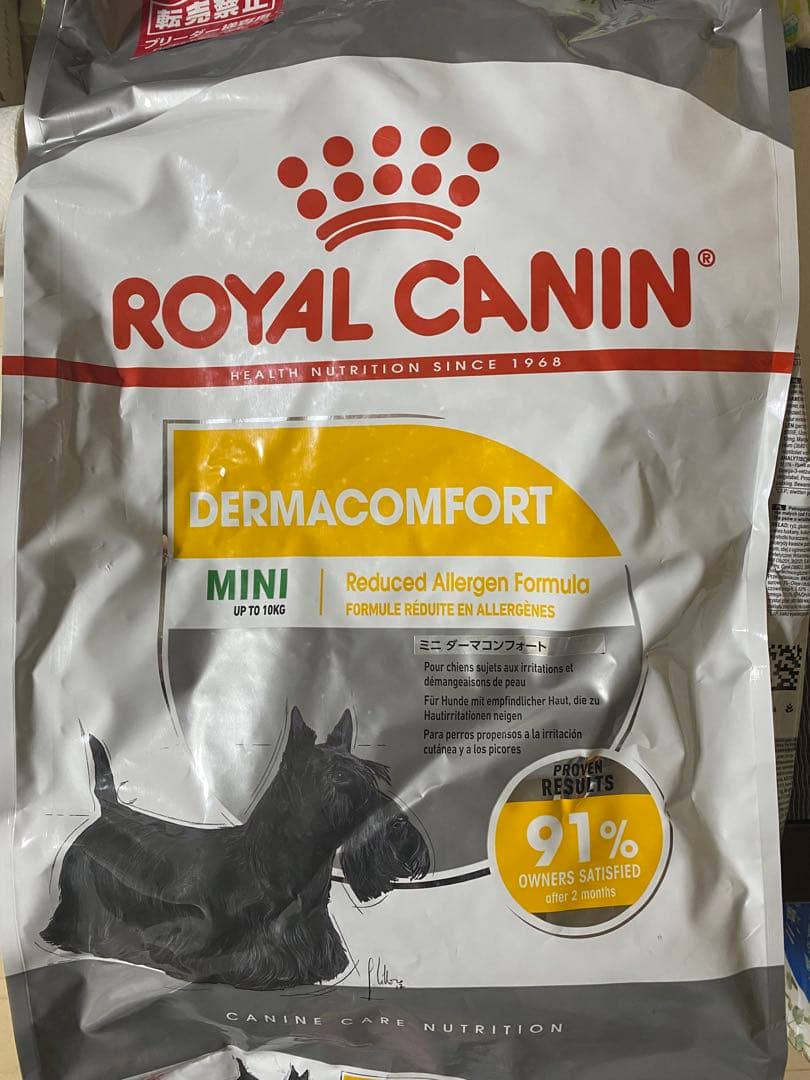 転売禁止
ブリーダー様専用
ROYAL CANIN®
HEALTH NUTRITION SINCE 1968
DERMACOMFORT
MINI
UP TO 10KG
Reduced Allergen Formula
FORMULE RÉDUITE EN ALLERGÈNES
ミニ ダーマコンフォート
Pour chiens sujets aux irritations et
démangeaisons de peau
Für Hunde mit empfindlicher Haut, die zu
Hautirritationen neigen
Para perros propensos a la irritación
cutánea y a los picores
PROVEN
RESULTS
91%
OWNERS SATISFIED
after 2 months
CANINE CARE NUTRITION